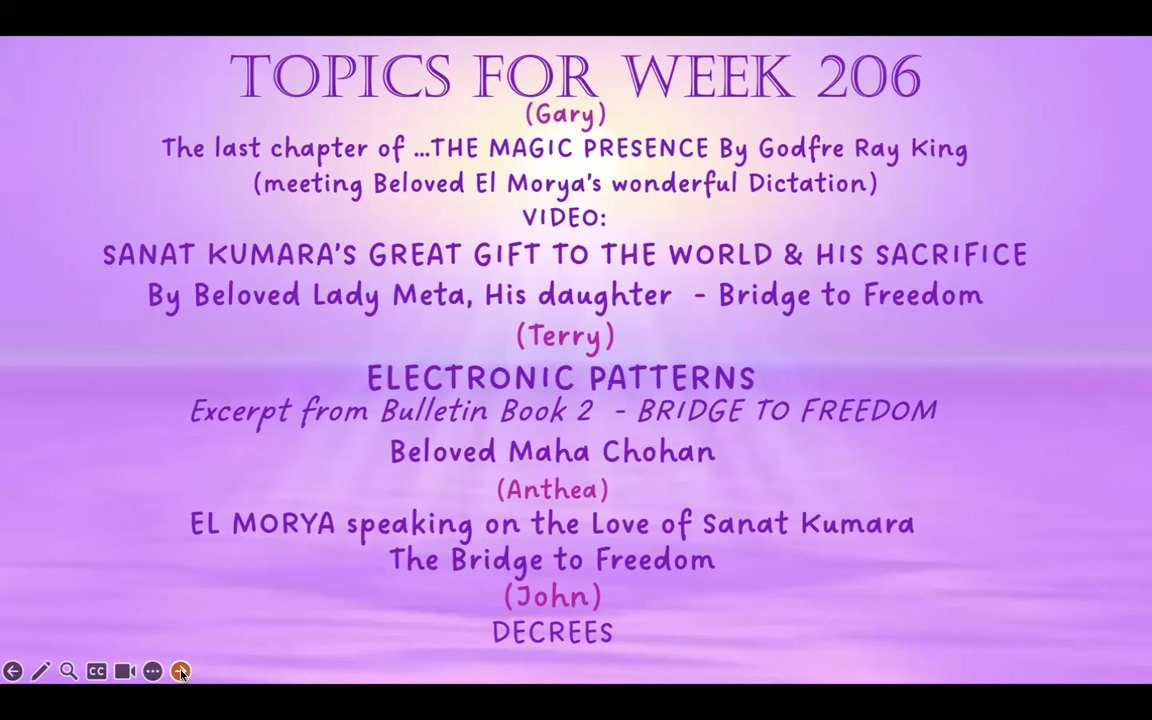 TOPICS FOR WEEK 206
(Gary)
The last chapter of ...THE MAGIC PRESENCE By Godfre Ray King
(meeting Beloved El Morya's wonderful Dictation)
VIDEO:
SANAT KUMARA'S GREAT GIFT TO THE WORLD & HIS SACRIFICE
By Beloved Lady Meta, His daughter - Bridge to Freedom
(Terry)
ELECTRONIC PATTERNS
Excerpt from Bulletin Book 2 - BRIDGE TO FREEDOM
Beloved Maha Chohan
(Anthea)
EL MORYA speaking on the Love of Sanat Kumara
The Bridge to Freedom
(John)
DECREES
CC